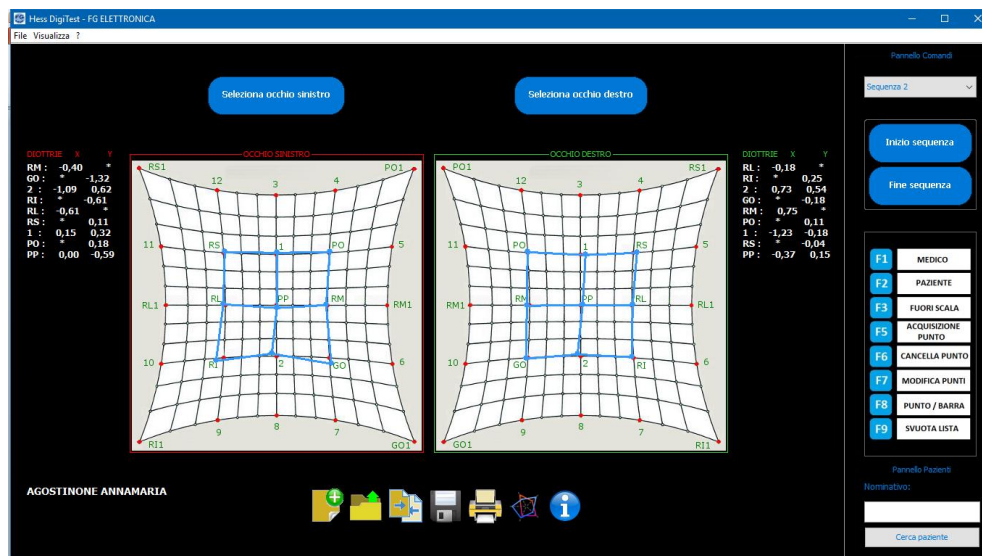 Hess DigiTest - FG ELETTRONICA
File Visualizza ?
Seleziona occhio sinistro
Seleziona occhio destro
DIOTTRIE X Y
RM : -0,40 *
GO : * -1,32
2 : -1,09 0,62
RI : * -0,61
RL : -0,61 *
RS : * 0,11
1 : 0,15 0,32
PO : * 0,18
PP : 0,00 -0,59
OCCHIO SINISTRO
RS1 12 3 4 PO1
11 RS 1 PO 5
RL1 RL PP RM RM1
10 RI 2 GO 6
9 8 7
RI1 GO1
OCCHIO DESTRO
PO1 12 3 4 RS1
11 PO 1 RS 5
RM1 RM PP RL RL1
10 GO 2 RI 6
9 8 7
GO1 RI1
DIOTTRIE X Y
RL : -0,18 *
RI : * 0,25
2 : 0,73 0,54
GO : * -0,18
RM : 0,75 *
PO : * 0,11
1 : -1,23 -0,18
RS : * -0,04
PP : -0,37 0,15
AGOSTINONE ANNAMARIA
Pannello Comandi
Sequenza 2
Inizio sequenza
Fine sequenza
F1 MEDICO
F2 PAZIENTE
F3 FUORI SCALA
F5 ACQUISIZIONE
PUNTO
F6 CANCELLA PUNTO
F7 MODIFICA PUNTI
F8 PUNTO / BARRA
F9 SVUOTA LISTA
Pannello Pazienti
Nominativo:
Cerca paziente